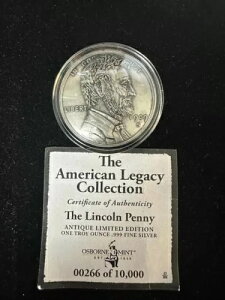 LIBERTY
The
American Legacy
Collection
Certificate of Authenticity
The Lincoln Penny
ANTIQUE LIMITED EDITION
ONE TROY OUNCE .999 FINE SILVER
OSBORNE MINT
00266 of 10,000